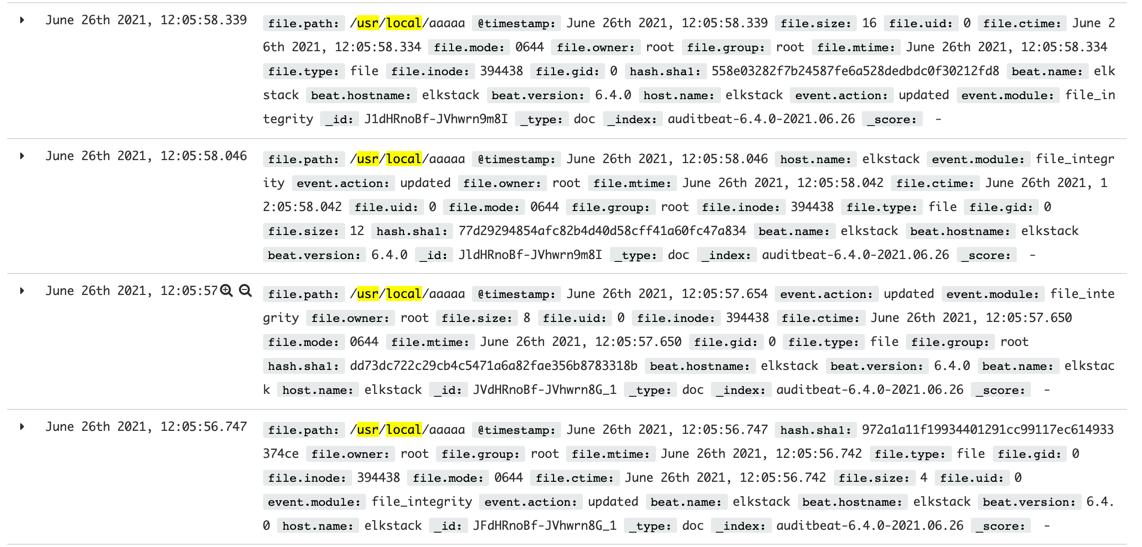 June 26th 2021, 12:05:58.339 file.path: /usr/local/aaaaa @timestamp: June 26th 2021, 12:05:58.339 file.size: 16 file.uid: 0 file.ctime: June 2
6th 2021, 12:05:58.334 file.mode: 0644 file.owner: root file.group: root file.mtime: June 26th 2021, 12:05:58.334
file.type: file file.inode: 394438 file.gid: 0 hash.sha1: 558e03282f7b24587fe6a528dedbdc0f30212fd8 beat.name: elk
stack beat.hostname: elkstack beat.version: 6.4.0 host.name: elkstack event.action: updated event.module: file_in
tegrity _id: J1dHRnoBf-JVhwrn9m8I _type: doc _index: auditbeat-6.4.0-2021.06.26 _score: -
June 26th 2021, 12:05:58.046 file.path: /usr/local/aaaaa @timestamp: June 26th 2021, 12:05:58.046 host.name: elkstack event.module: file_integr
ity event.action: updated file.owner: root file.mtime: June 26th 2021, 12:05:58.042 file.ctime: June 26th 2021, 1
2:05:58.042 file.uid: 0 file.mode: 0644 file.group: root file.inode: 394438 file.type: file file.gid: 0
file.size: 12 hash.sha1: 77d29294854afc82b4d40d58cff41a60fc47a834 beat.name: elkstack beat.hostname: elkstack
beat.version: 6.4.0 _id: JldHRnoBf-JVhwrn9m8I _type: doc _index: auditbeat-6.4.0-2021.06.26 _score: -
June 26th 2021, 12:05:57 file.path: /usr/local/aaaaa @timestamp: June 26th 2021, 12:05:57.654 event.action: updated event.module: file_inte
grity file.owner: root file.size: 8 file.uid: 0 file.inode: 394438 file.ctime: June 26th 2021, 12:05:57.650
file.mode: 0644 file.mtime: June 26th 2021, 12:05:57.650 file.gid: 0 file.type: file file.group: root
hash.sha1: dd73dc722c29cb4c5471a6a82fae356b8783318b beat.hostname: elkstack beat.version: 6.4.0 beat.name: elkstac
k host.name: elkstack _id: JVdHRnoBf-JVhwrn8G_1 _type: doc _index: auditbeat-6.4.0-2021.06.26 _score: -
June 26th 2021, 12:05:56.747 file.path: /usr/local/aaaaa @timestamp: June 26th 2021, 12:05:56.747 hash.sha1: 972a1a11f19934401291cc99117ec614933
374ce file.owner: root file.group: root file.mtime: June 26th 2021, 12:05:56.742 file.type: file file.gid: 0
file.inode: 394438 file.mode: 0644 file.ctime: June 26th 2021, 12:05:56.742 file.size: 4 file.uid: 0
event.module: file_integrity event.action: updated beat.name: elkstack beat.hostname: elkstack beat.version: 6.4.
0 host.name: elkstack _id: JFdHRnoBf-JVhwrn8G_1 _type: doc _index: auditbeat-6.4.0-2021.06.26 _score: -